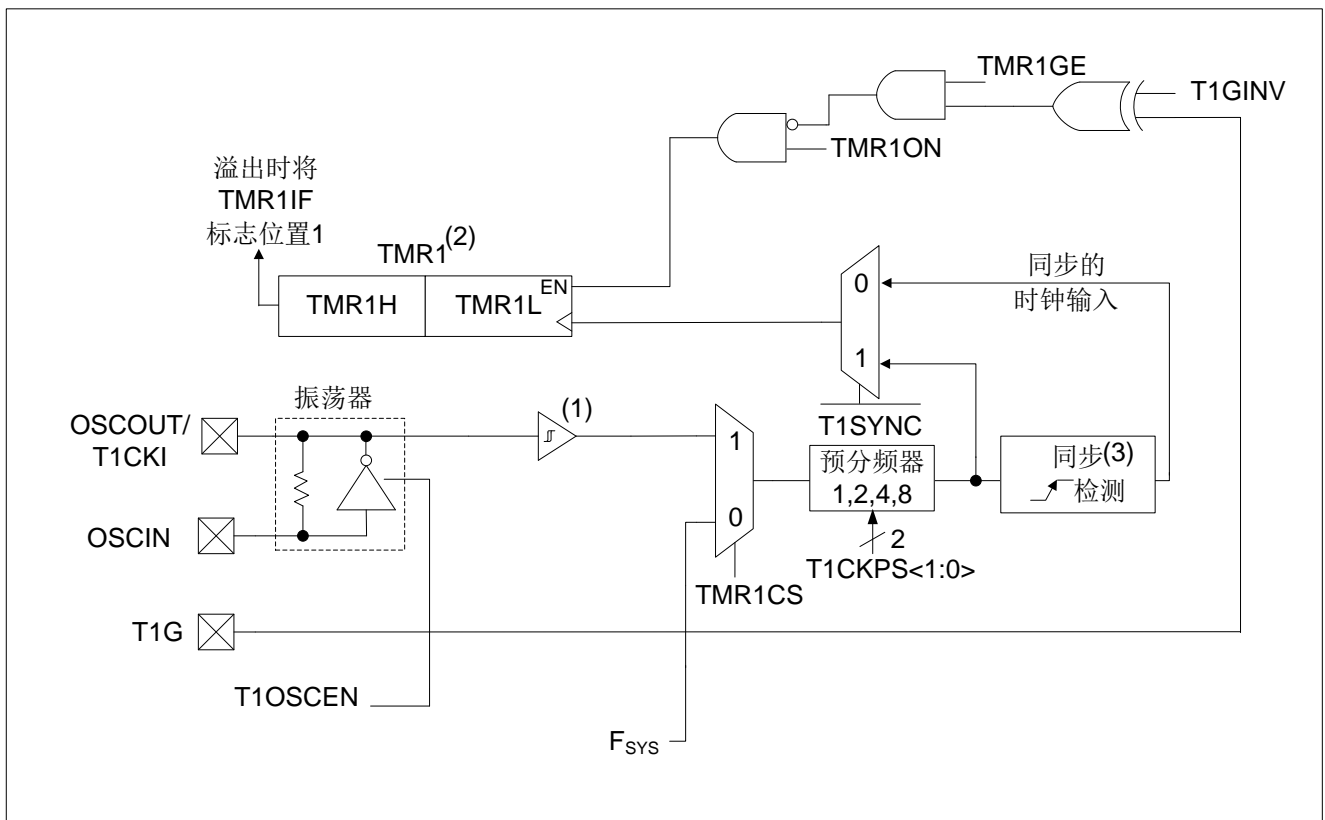 TMR1GE
T1GINV
TMR1ON
溢出时将
TMR1IF
标志位置1
TMR1(2)
EN
TMR1H
TMR1L
0
1
同步的
时钟输入
T1SYNC
振荡器
(1)
OSCOUT/
T1CKI
OSCIN
1
0
预分频器
1,2,4,8
同步(3)
检测
2
T1CKPS<1:0>
TMR1CS
T1G
T1OSCEN
FSYS